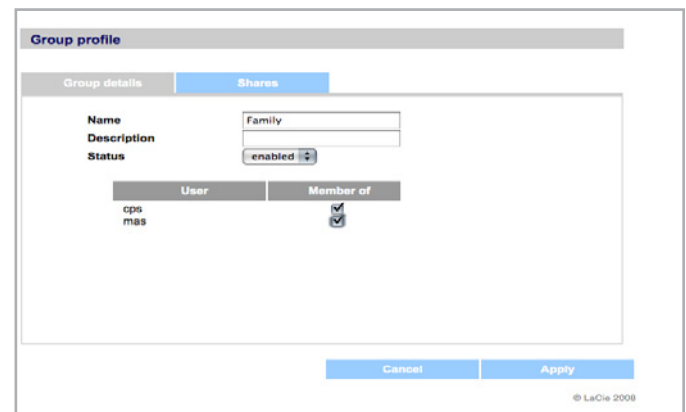 Group profile
Group details Shares
Name Family
Description
Status enabled
User Member of
cps
mas
Cancel Apply
© LaCie 2008